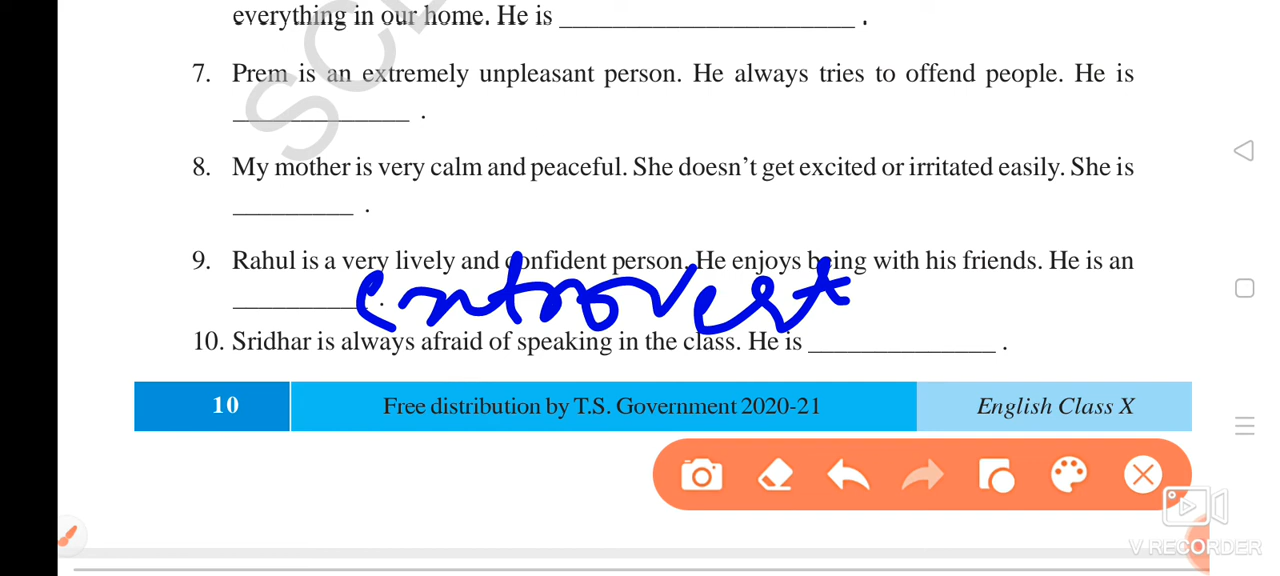 everything in our home. He is ______________________ .
7. Prem is an extremely unpleasant person. He always tries to offend people. He is
_____________ .
8. My mother is very calm and peaceful. She doesn't get excited or irritated easily. She is
_________ .
9. Rahul is a very lively and confident person. He enjoys being with his friends. He is an
__________ .
entrovest
10. Sridhar is always afraid of speaking in the class. He is ______________ .
10 Free distribution by T.S. Government 2020-21 English Class X
V RECORDER